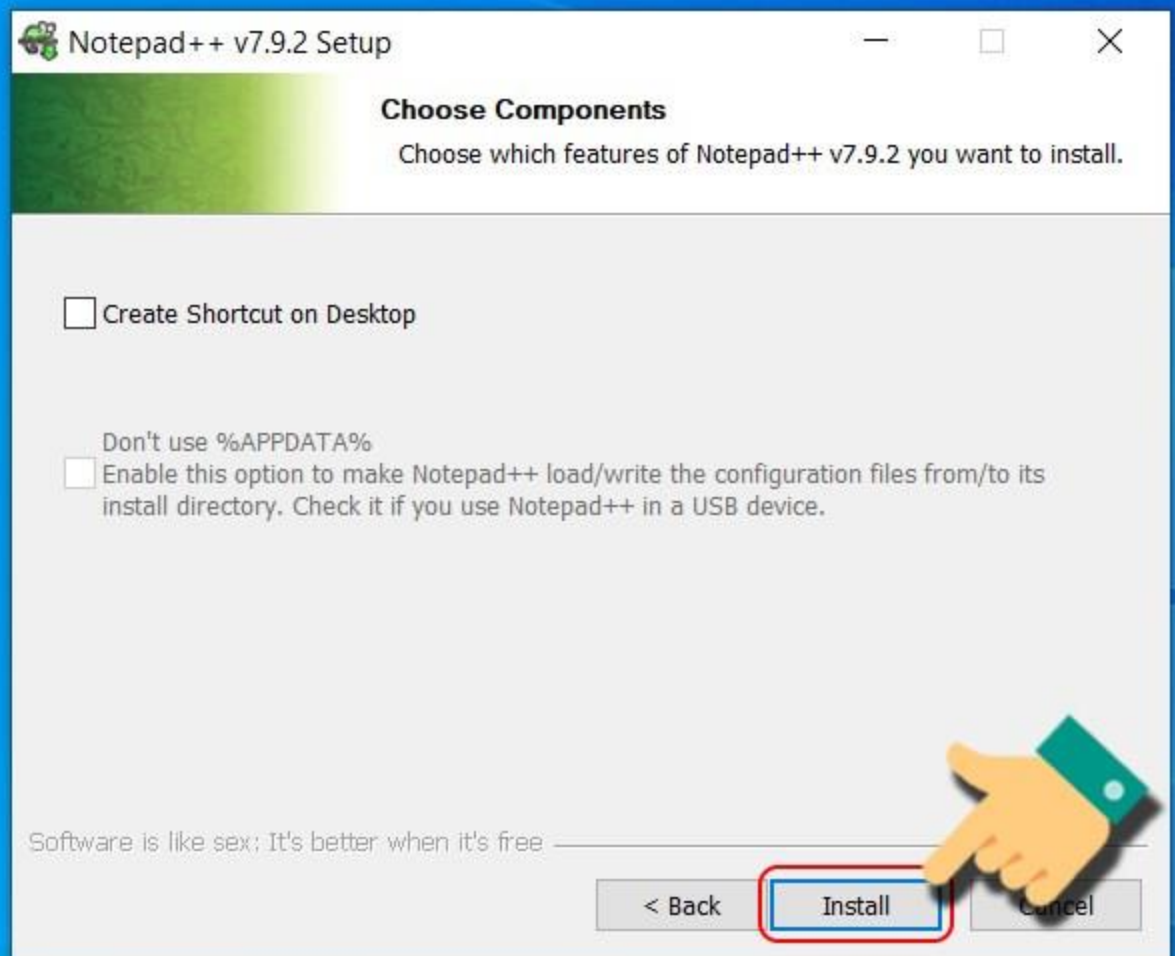 Notepad++ v7.9.2 Setup
Choose Components
Choose which features of Notepad++ v7.9.2 you want to install.
Create Shortcut on Desktop
Don't use %APPDATA%
Enable this option to make Notepad++ load/write the configuration files from/to its
install directory. Check it if you use Notepad++ in a USB device.
Software is like sex: It's better when it's free
< Back Install Cancel